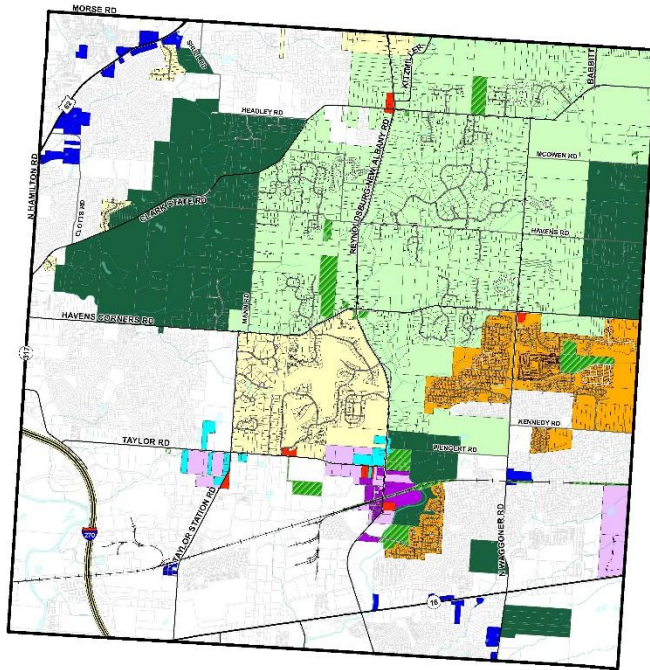 MORSE RD
KITZMILLER
BABBITT
62
HEADLEY RD
REYNOLDSBURG-NEW ALBANY RD
MCOWEN RD
N HAMILTON RD
CLOTTS RD
CLARK STATE RD
HAVENS RD
MANN RD
HAVENS CORNERS RD
317
KENNEDY RD
TAYLOR RD
WENGERT RD
270
TAYLOR STATION RD
N WAGGONER RD
16